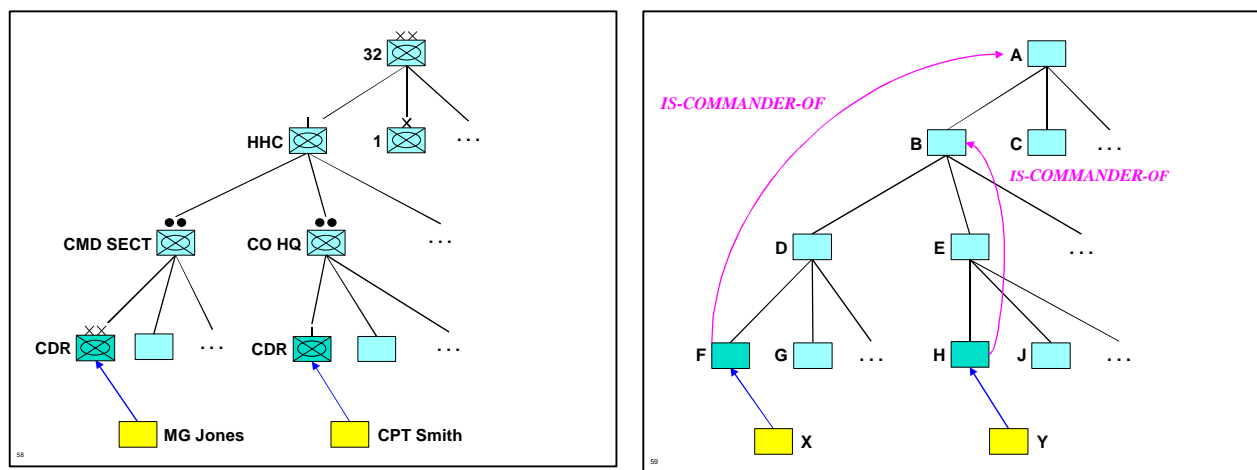 32
HHC
1
. . .
CMD SECT
CO HQ
. . .
CDR
. . .
CDR
. . .
MG Jones
CPT Smith
58
A
IS-COMMANDER-OF
B
C
. . .
IS-COMMANDER-OF
D
E
. . .
F
G
. . .
H
J
. . .
X
Y
59